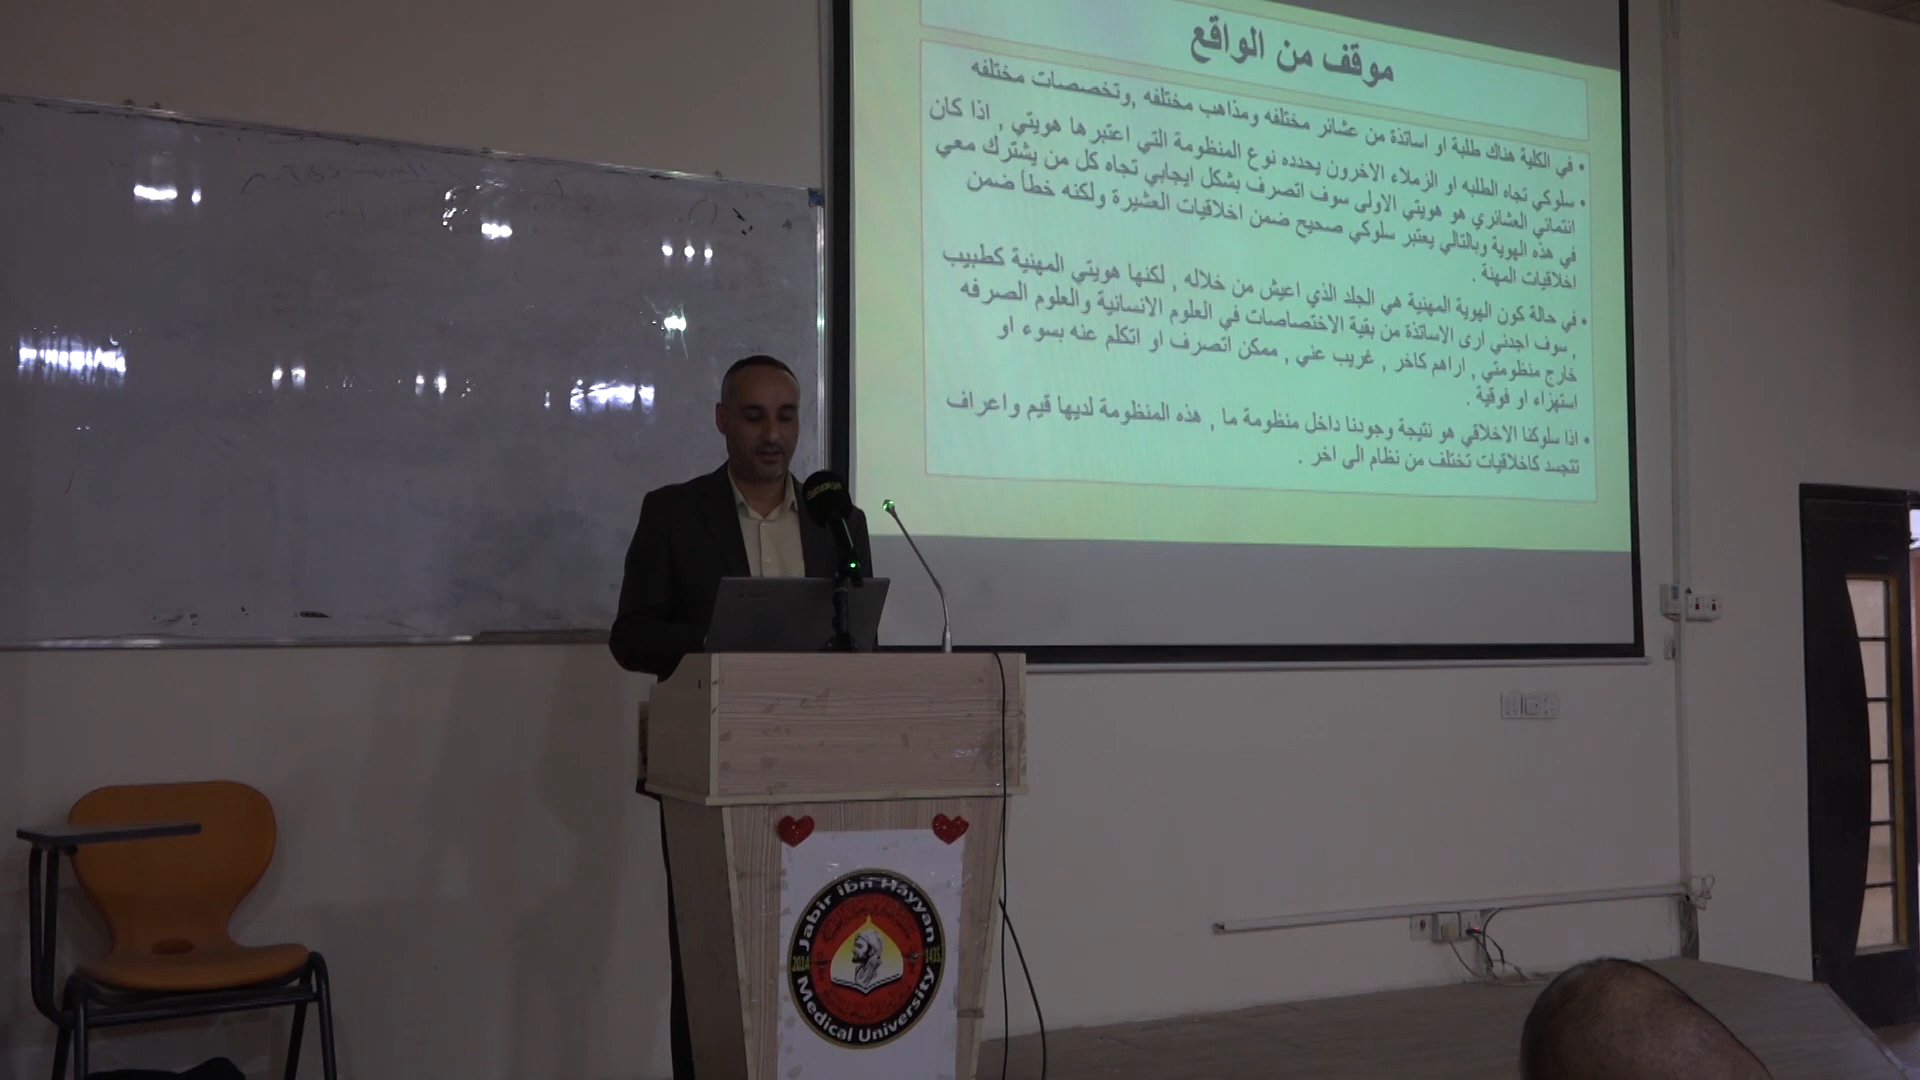 موقف من الواقع
• في الكلية هناك طلبة او اساتذة من عشائر مختلفه ومذاهب مختلفه ,وتخصصات مختلفه
• سلوكي تجاه الطلبه او الزملاء الاخرون يحدده نوع المنظومة التي اعتبرها هويتي , اذا كان
انتمائي العشائري هو هويتي الاولى سوف اتصرف بشكل ايجابي تجاه كل من يشترك معي
في هذه الهوية وبالتالي يعتبر سلوكي صحيح ضمن اخلاقيات العشيرة ولكنه خطأ ضمن
اخلاقيات المهنة .
• في حالة كون الهوية المهنية هي الجلد الذي اعيش من خلاله , لكنها هويتي المهنية كطبيب
, سوف اجدني ارى الاساتذة من بقية الاختصاصات في العلوم الانسانية والعلوم الصرفه
خارج منظومتي , اراهم كاخر , غريب عني , ممكن اتصرف او اتكلم عنه بسوء او
استهزاء او فوقية .
• اذا سلوكنا الاخلاقي هو نتيجة وجودنا داخل منظومة ما , هذه المنظومة لديها قيم واعراف
تتجسد كاخلاقيات تختلف من نظام الى اخر .
Jabir ibn Hayyan
2014
1435
Medical University